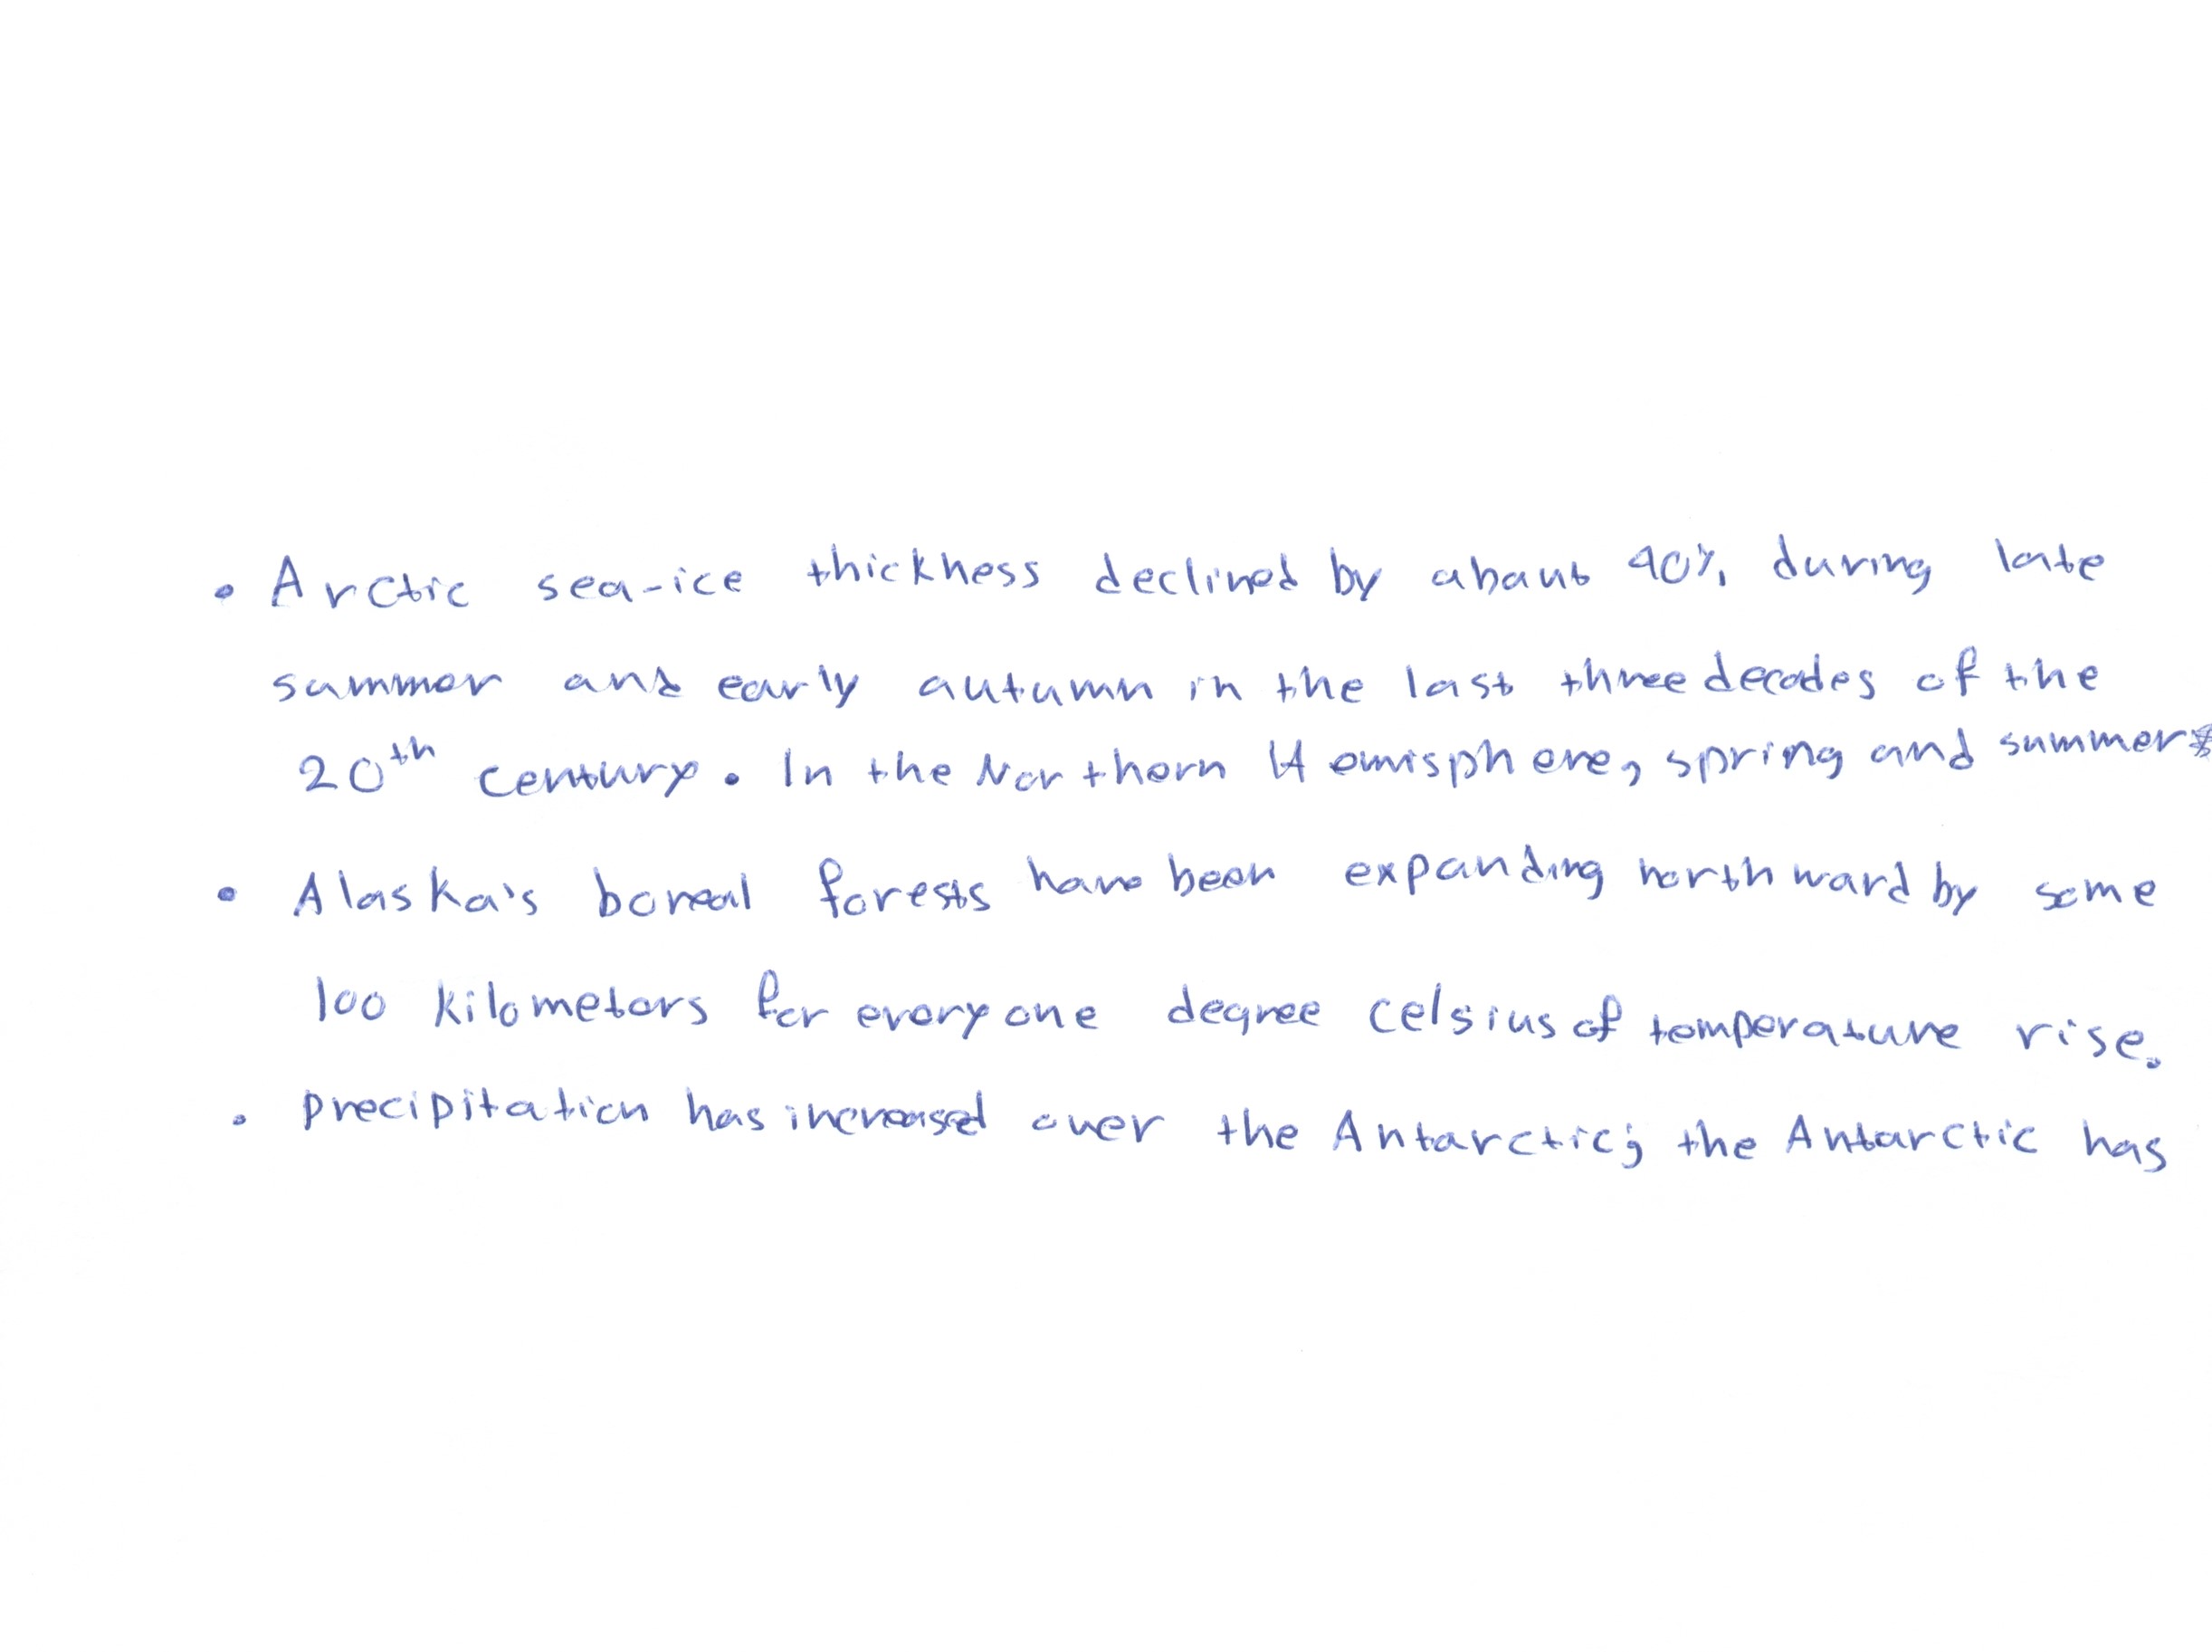 • Arctic sea-ice thickness declined by about 40% during late
summer and early autumn in the last three decades of the
20th century. In the Northern Hemisphere, spring and summer
• Alaska's boreal forests have been expanding northward by some
100 kilometers for every one degree celsius of temperature rise.
• precipitation has increased over the Antarctic; the Antarctic has